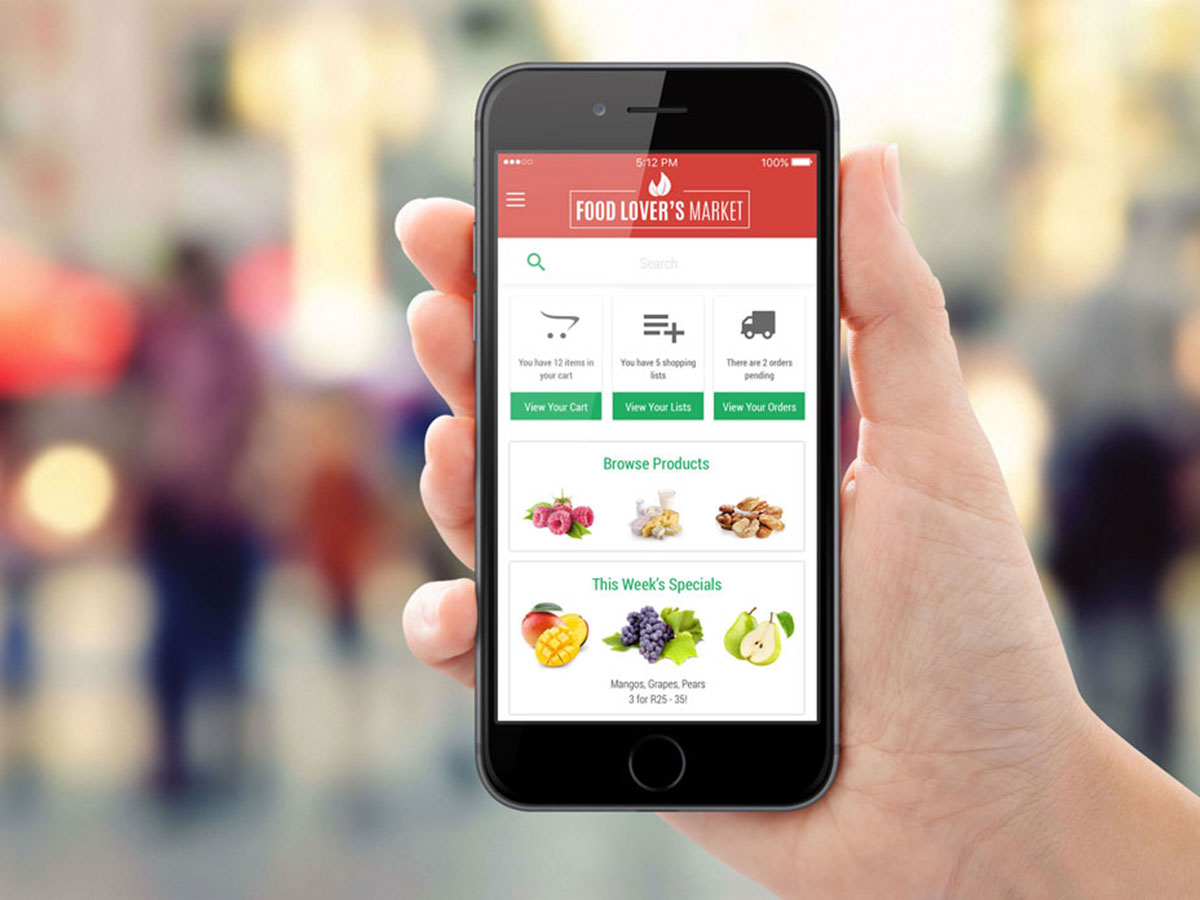 5:12 PM
100%
FOOD LOVER'S MARKET
Search
You have 12 items in
your cart
You have 5 shopping
lists
There are 2 orders
pending
View Your Cart
View Your Lists
View Your Orders
Browse Products
This Week's Specials
Mangos, Grapes, Pears
3 for R25 - 35!